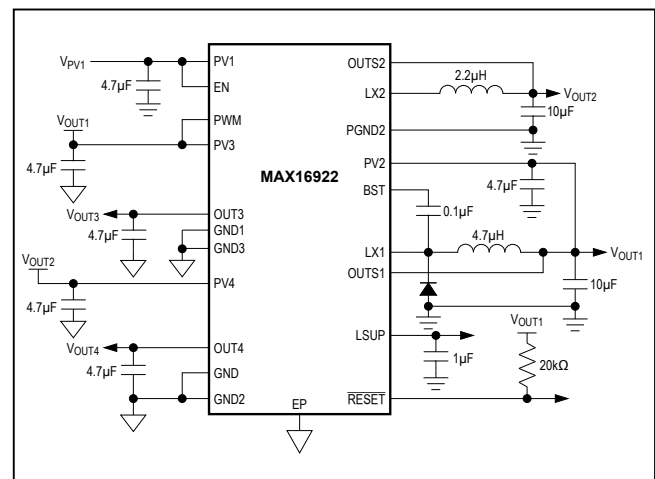 V_PV1
4.7µF
PV1
EN
V_OUT1
4.7µF
PWM
PV3
V_OUT3
4.7µF
OUT3
GND1
GND3
V_OUT2
4.7µF
PV4
V_OUT4
4.7µF
OUT4
GND
GND2
MAX16922
EP
OUTS2
LX2
PGND2
PV2
BST
LX1
OUTS1
LSUP
RESET
2.2µH
V_OUT2
10µF
4.7µF
0.1µF
4.7µH
V_OUT1
10µF
1µF
V_OUT1
20kΩ